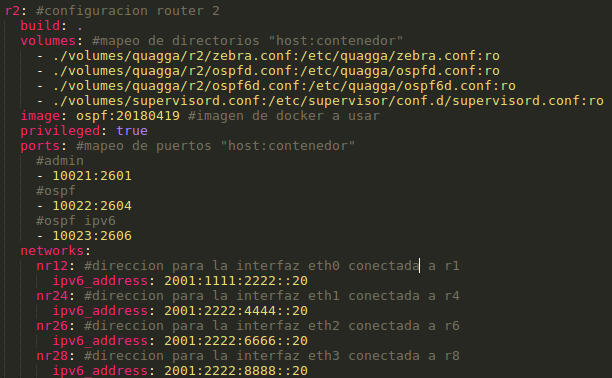 r2: #configuracion router 2
build: .
volumes: #mapeo de directorios "host:contenedor"
- ./volumes/quagga/r2/zebra.conf:/etc/quagga/zebra.conf:ro
- ./volumes/quagga/r2/ospfd.conf:/etc/quagga/ospfd.conf:ro
- ./volumes/quagga/r2/ospf6d.conf:/etc/quagga/ospf6d.conf:ro
- ./volumes/supervisord.conf:/etc/supervisor/conf.d/supervisord.conf:ro
image: ospf:20180419 #imagen de docker a usar
privileged: true
ports: #mapeo de puertos "host:contenedor"
#admin
- 10021:2601
#ospf
- 10022:2604
#ospf ipv6
- 10023:2606
networks:
nr12: #direccion para la interfaz eth0 conectada a r1
ipv6_address: 2001:1111:2222::20
nr24: #direccion para la interfaz eth1 conectada a r4
ipv6_address: 2001:2222:4444::20
nr26: #direccion para la interfaz eth2 conectada a r6
ipv6_address: 2001:2222:6666::20
nr28: #direccion para la interfaz eth3 conectada a r8
ipv6_address: 2001:2222:8888::20